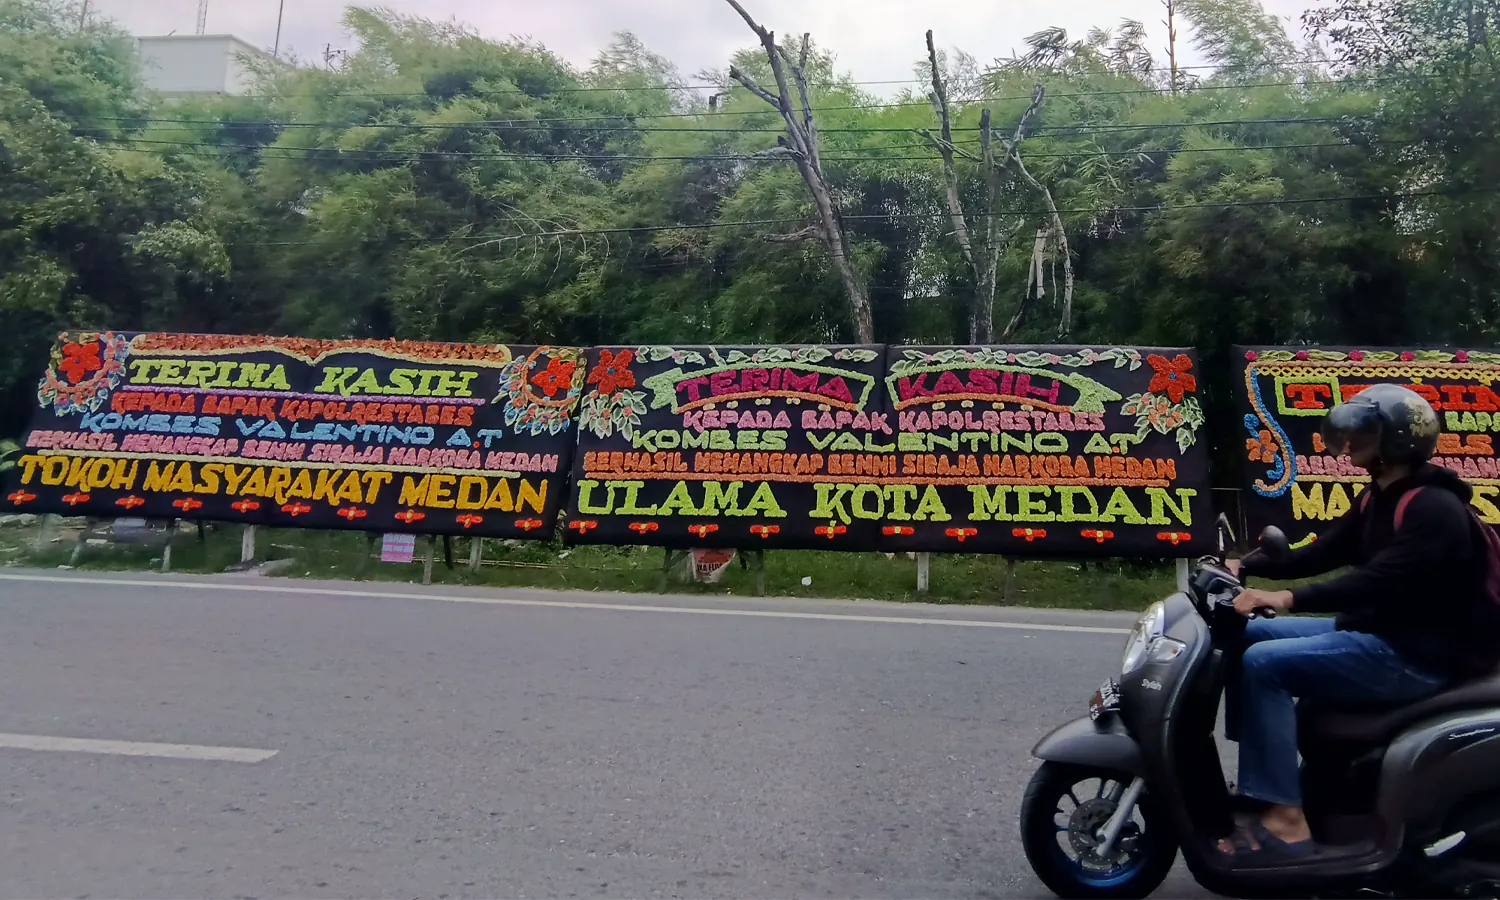 TERIMA KASIH
KEPADA BAPAK KAPOLRESTABES
KOMBES VALENTINO A.T
BERHASIL MENANGKAP BENNI SIRAJA NARKOBA MEDAN
TOKOH MASYARAKAT MEDAN
TERIMA KASIH
KEPADA BAPAK KAPOLRESTABES
KOMBES VALENTINO A.T
BERHASIL MENANGKAP BENNI SIRAJA NARKOBA MEDAN
ULAMA KOTA MEDAN
Stylish